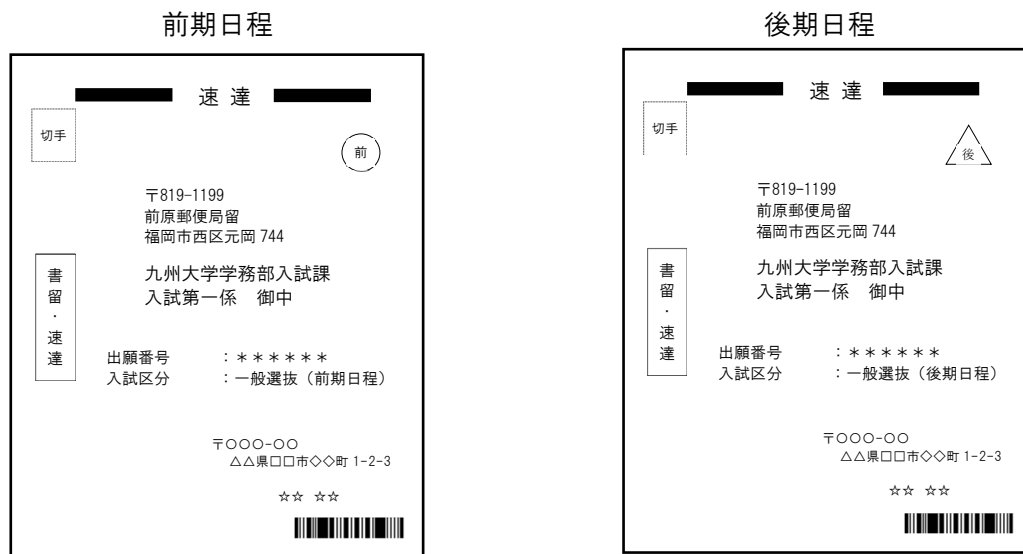 前期日程
速 達
切手
前
〒819-1199
前原郵便局留
福岡市西区元岡 744
九州大学学務部入試課
入試第一係　御中
書留・速達
出願番号　　：＊＊＊＊＊＊
入試区分　　：一般選抜（前期日程）
〒○○○-○○
△△県□□市◇◇町 1-2-3
☆☆ ☆☆
後期日程
速 達
切手
後
〒819-1199
前原郵便局留
福岡市西区元岡 744
九州大学学務部入試課
入試第一係　御中
書留・速達
出願番号　　：＊＊＊＊＊＊
入試区分　　：一般選抜（後期日程）
〒○○○-○○
△△県□□市◇◇町 1-2-3
☆☆ ☆☆